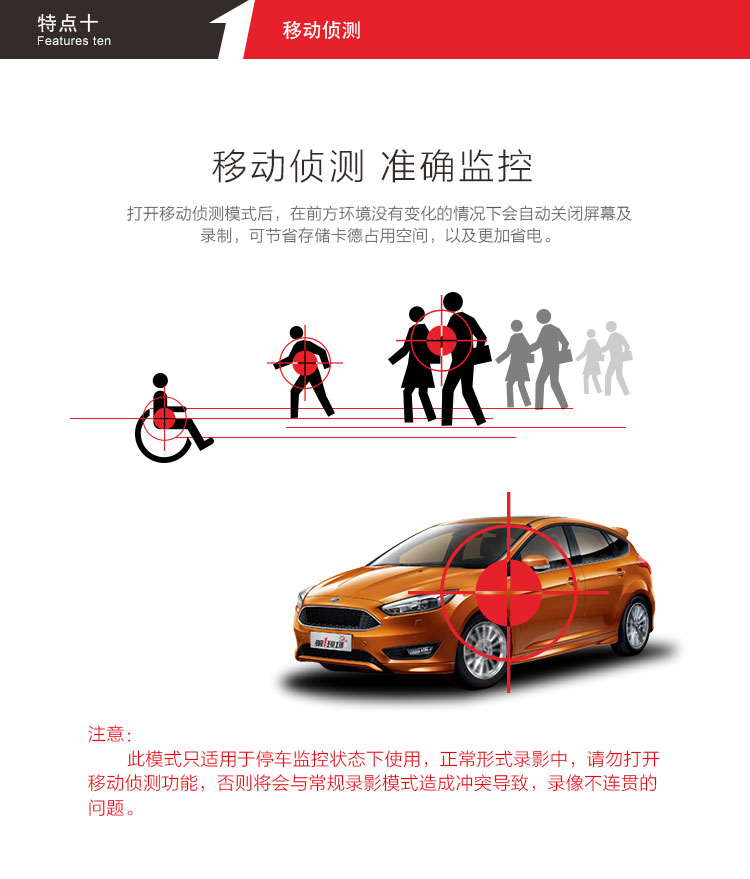 特点十
Features ten
移动侦测
移动侦测 准确监控
打开移动侦测模式后，在前方环境没有变化的情况下会自动关闭屏幕及
录制，可节省存储卡德占用空间，以及更加省电。
第1现场
注意：
此模式只适用于停车监控状态下使用，正常形式录影中，请勿打开
移动侦测功能，否则将会与常规录影模式造成冲突导致，录像不连贯的
问题。